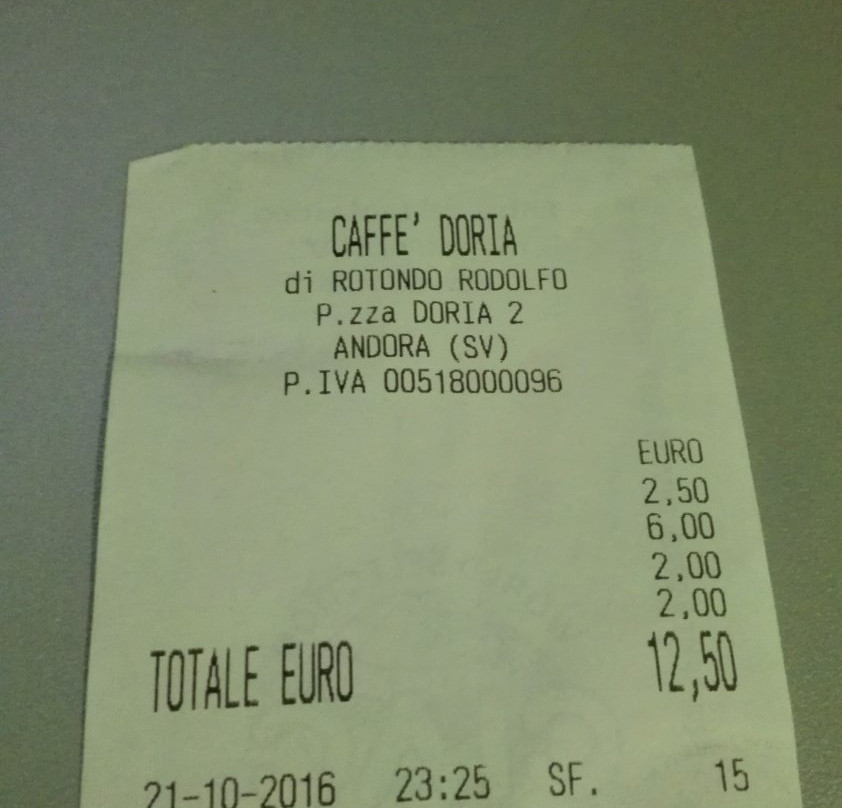 CAFFE' DORIA
di ROTONDO RODOLFO
P.zza DORIA 2
ANDORA (SV)
P.IVA 00518000096
EURO
2,50
6,00
2,00
2,00
TOTALE EURO 12,50
21-10-2016 23:25 SF. 15